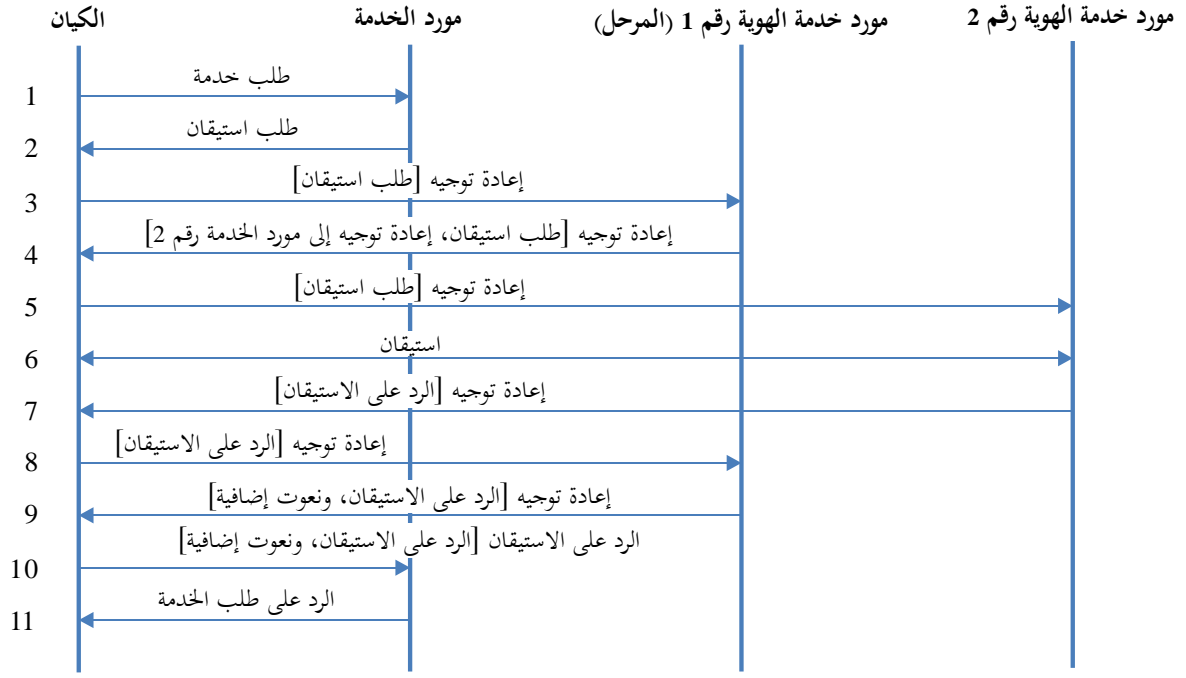 الكيان
مورد الخدمة
مورد خدمة الهوية رقم 1 (المرحل)
مورد خدمة الهوية رقم 2
1
طلب خدمة
2
طلب استيقان
3
إعادة توجيه [طلب استيقان]
4
إعادة توجيه [طلب استيقان، إعادة توجيه إلى مورد الخدمة رقم 2]
5
إعادة توجيه [طلب استيقان]
6
استيقان
7
إعادة توجيه [الرد على الاستيقان]
8
إعادة توجيه [الرد على الاستيقان]
9
إعادة توجيه [الرد على الاستيقان، ونعوت إضافية]
10
الرد على الاستيقان [الرد على الاستيقان، ونعوت إضافية]
11
الرد على طلب الخدمة